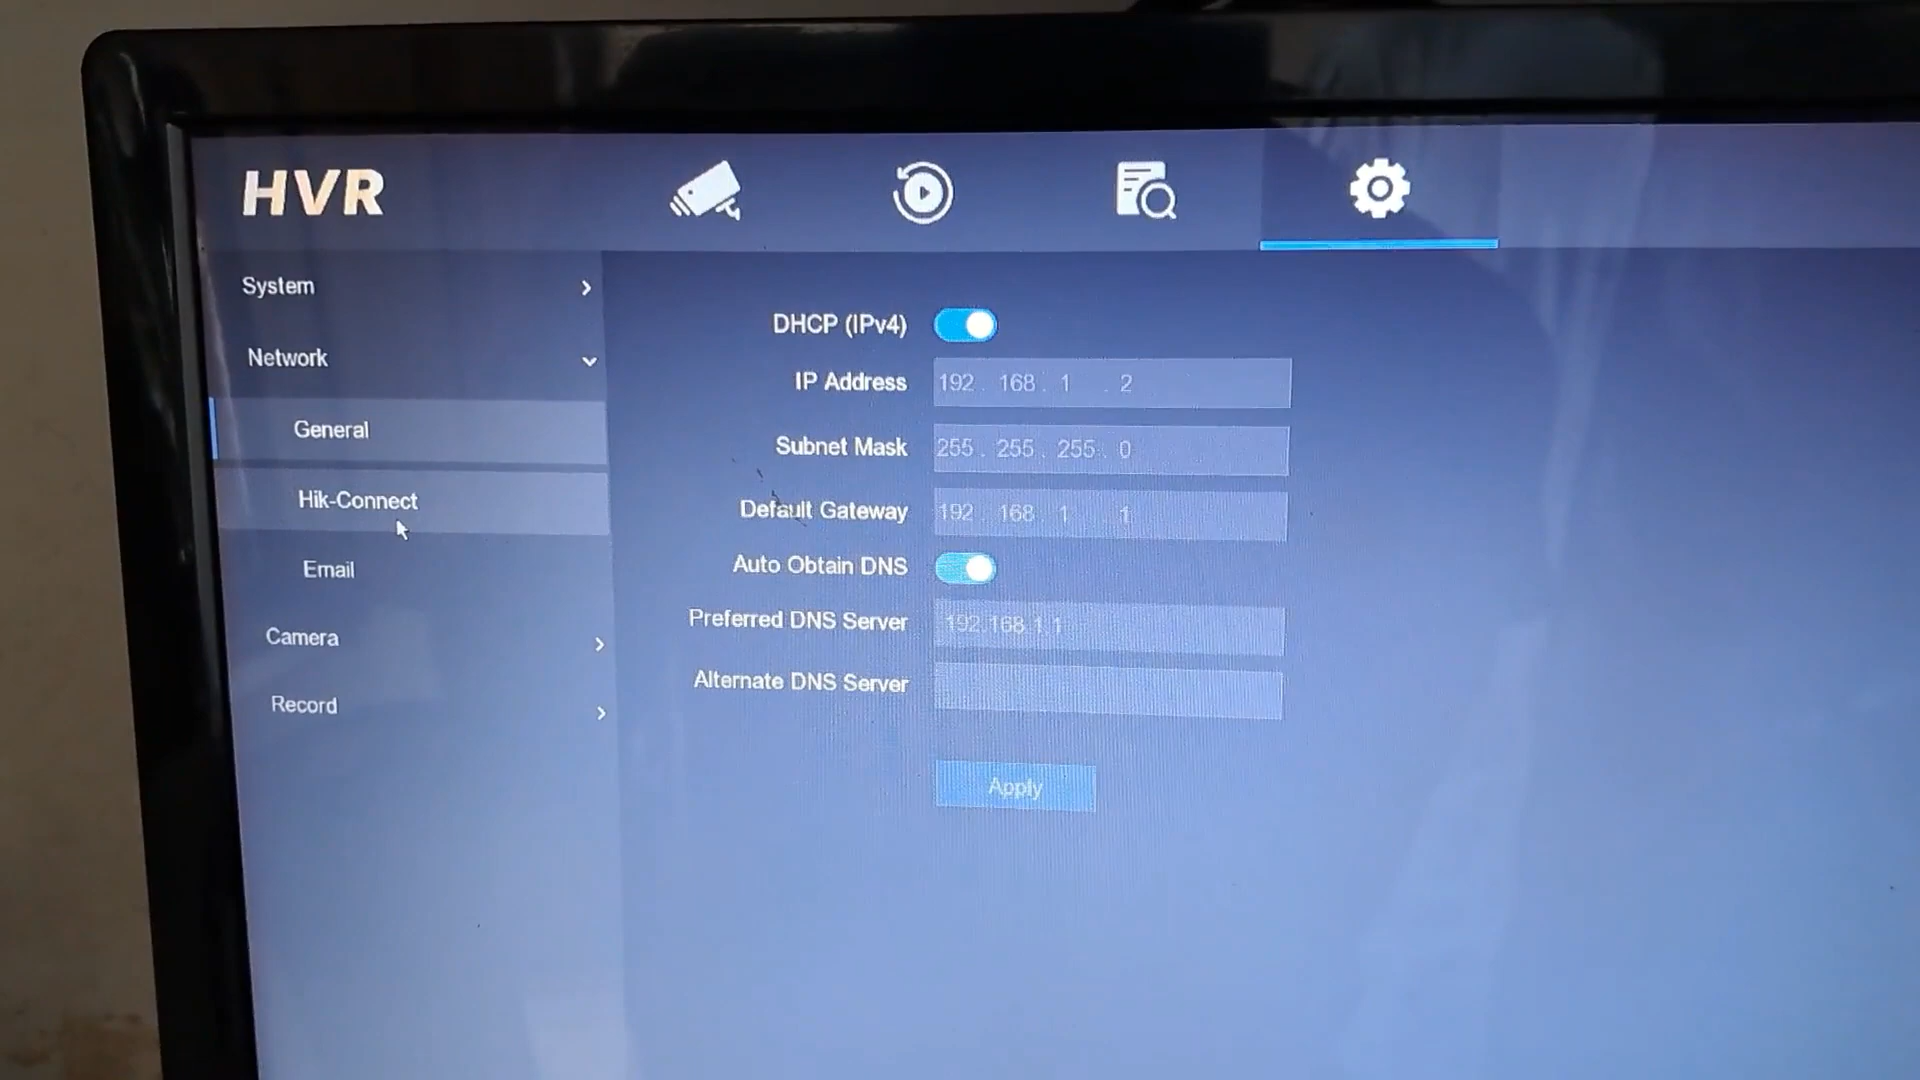 HVR
System
Network
General
Hik-Connect
Email
Camera
Record
DHCP (IPv4)
IP Address 192 . 168 . 1 . 2
Subnet Mask 255 . 255 . 255 . 0
Default Gateway 192 . 168 . 1 1
Auto Obtain DNS
Preferred DNS Server 192.168.1.1
Alternate DNS Server
Apply